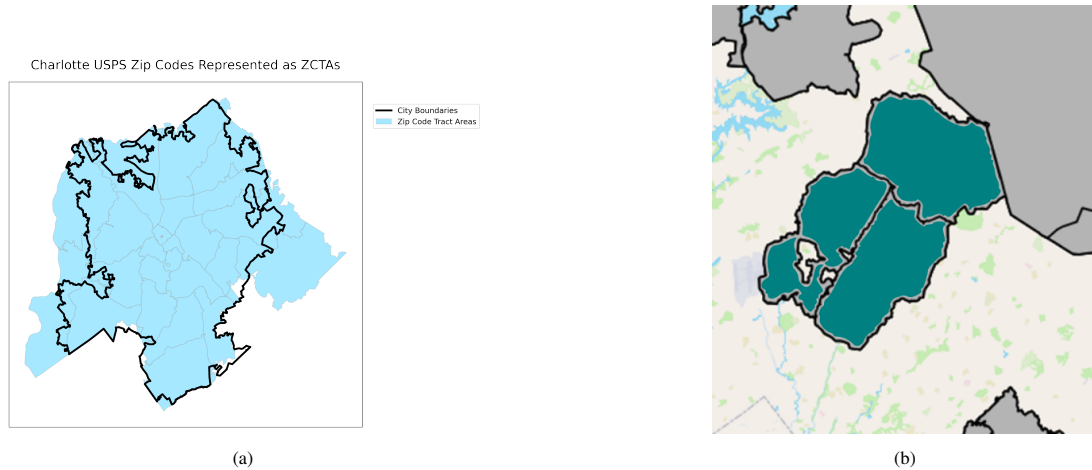 Charlotte USPS Zip Codes Represented as ZCTAs
City Boundaries
Zip Code Tract Areas
(a)
(b)